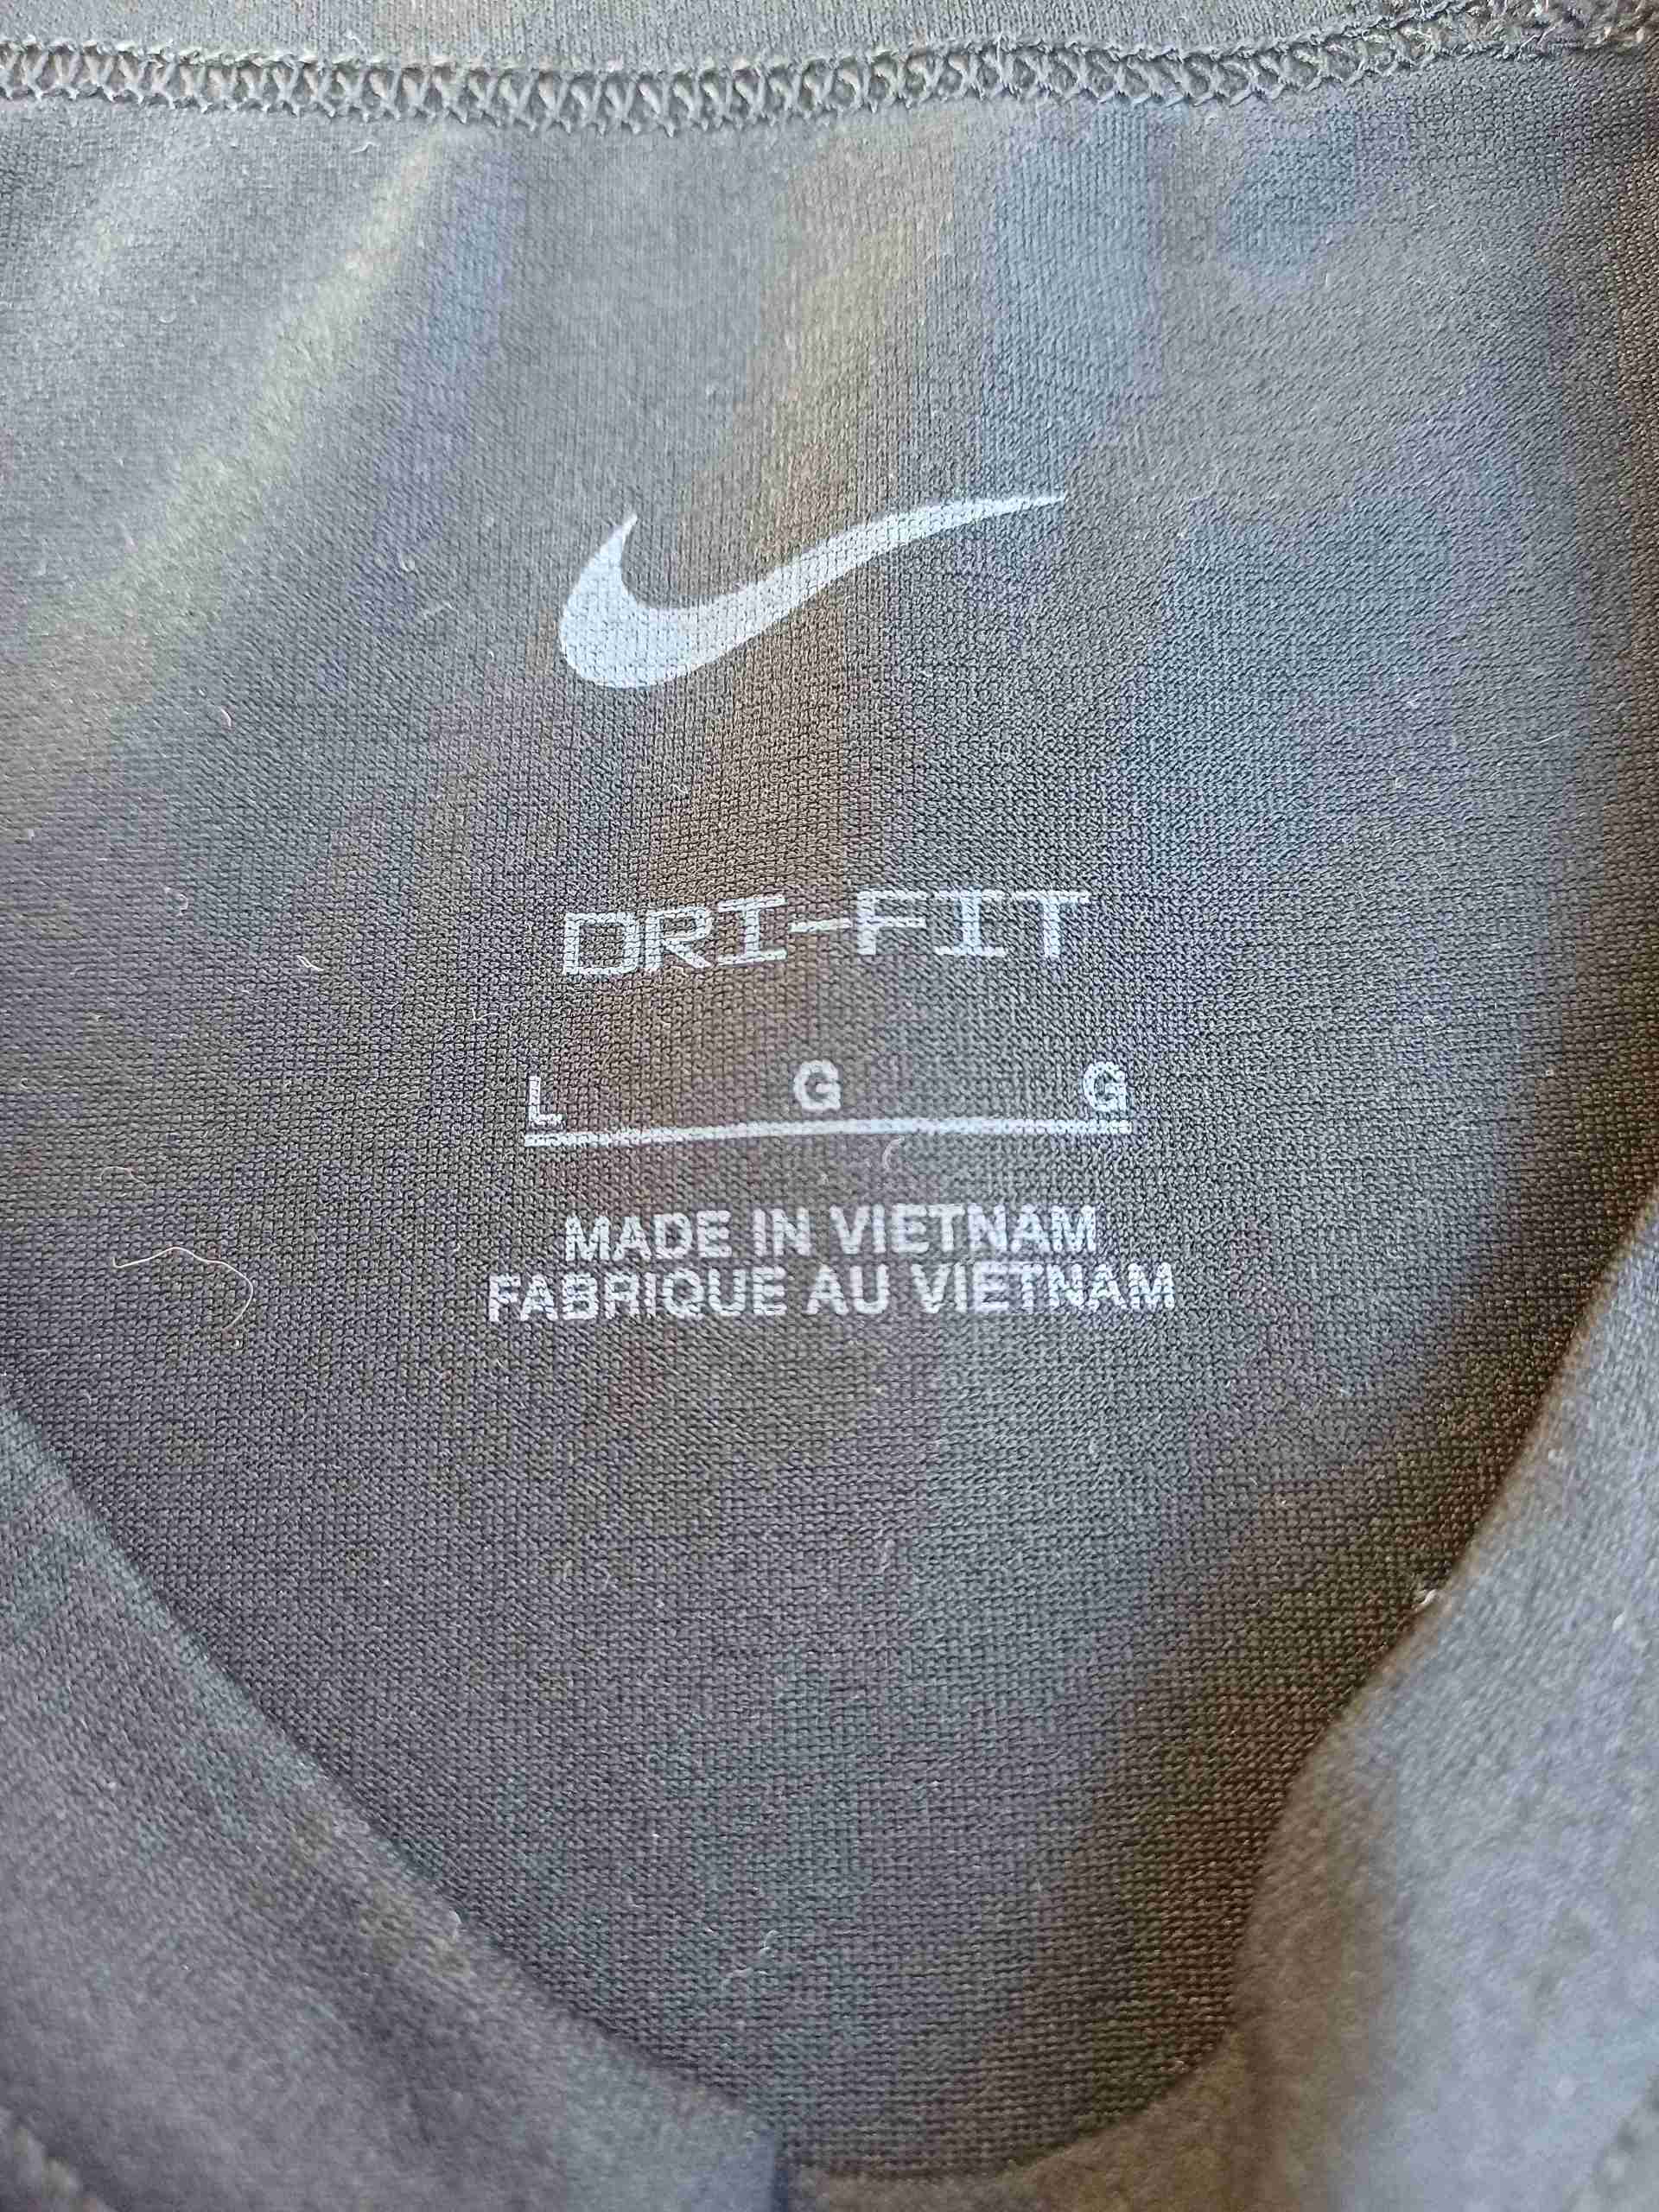 DRI-FIT
L G G
MADE IN VIETNAM
FABRIQUE AU VIETNAM